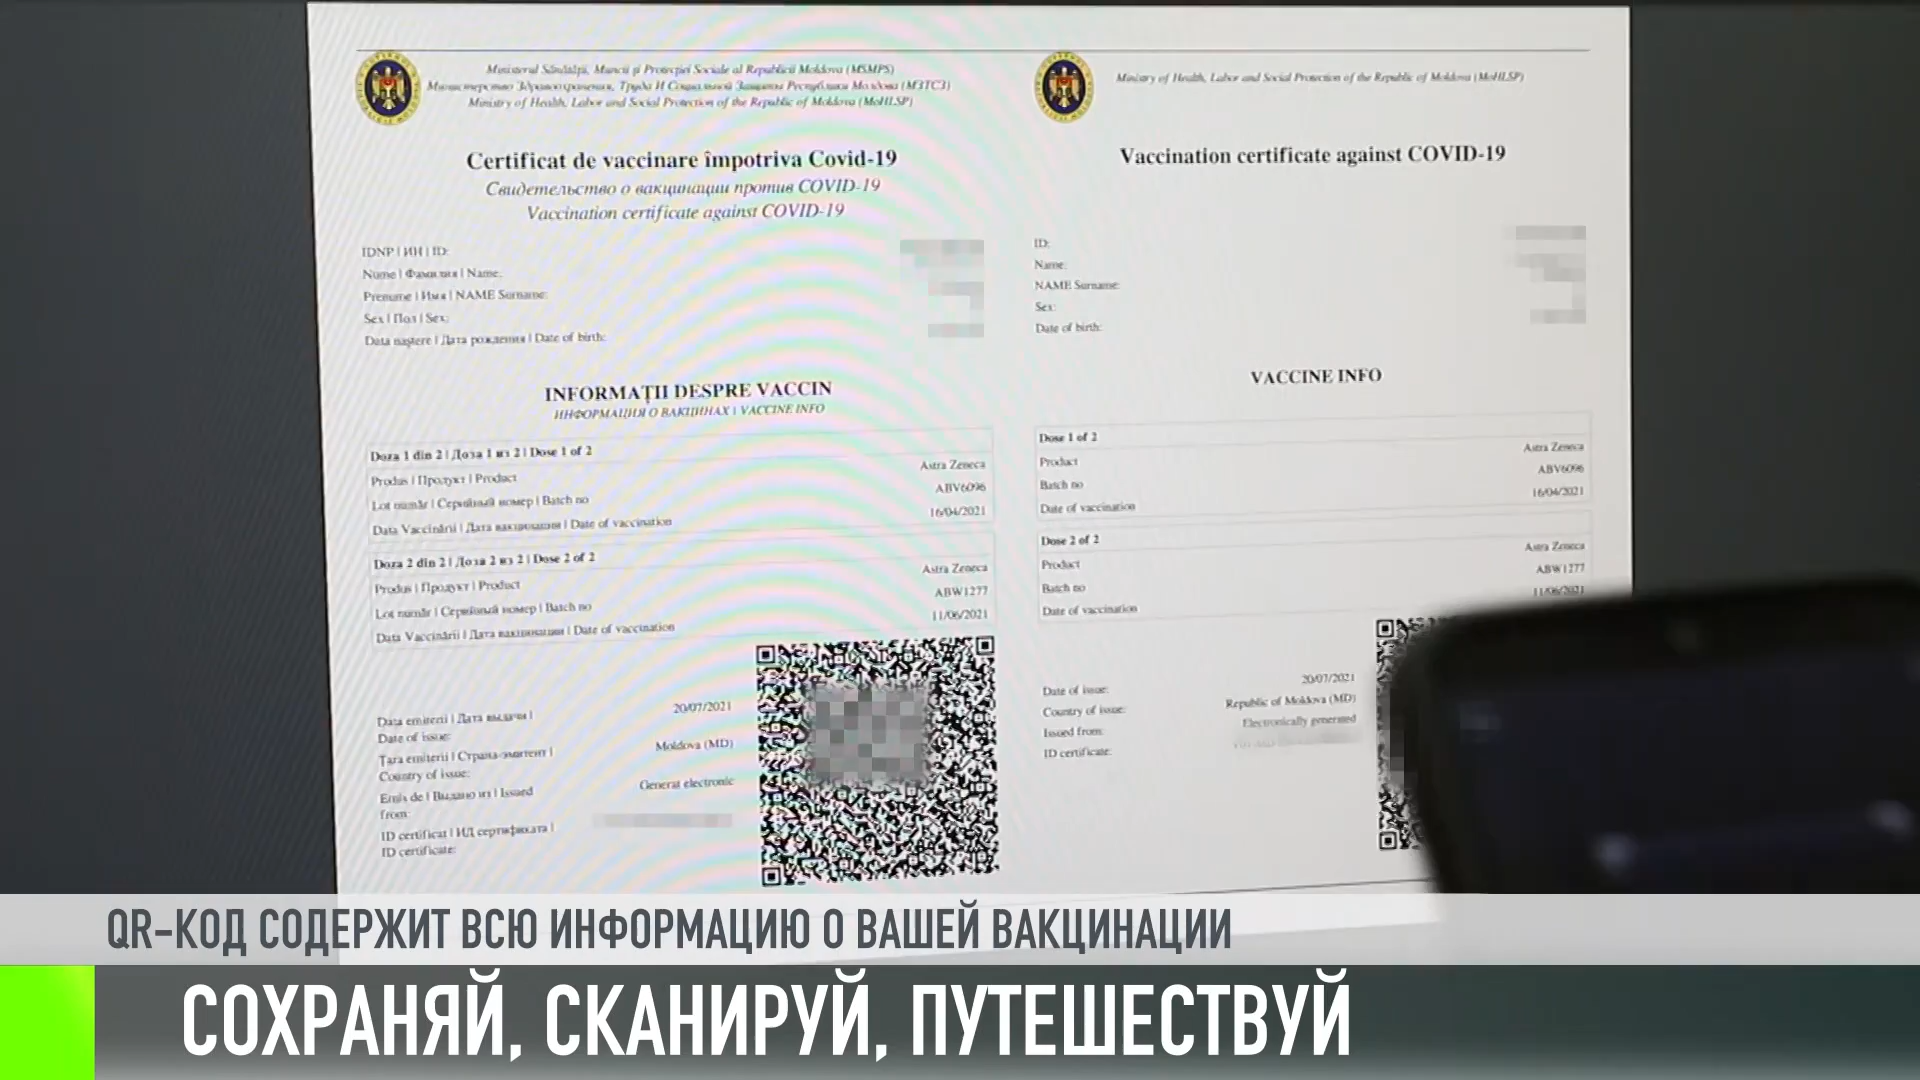 Ministerul Sănătății, Muncii și Protecției Sociale al Republicii Moldova (MSMPS)
Министерство Здравоохранения, Труда И Социальной Защиты Республики Молдова (МЗТСЗ)
Ministry of Health, Labor and Social Protection of the Republic of Moldova (MoHLSP)
Certificat de vaccinare împotriva Covid-19
Свидетельство о вакцинации против COVID-19
Vaccination certificate against COVID-19
IDNP | ИН | ID:
Nume | Фамилия | Name:
Prenume | Имя | NAME Surname:
Sex | Пол | Sex:
Data naștere | Дата рождения | Date of birth:
INFORMAȚII DESPRE VACCIN
ИНФОРМАЦИЯ О ВАКЦИНАХ | VACCINE INFO
Doza 1 din 2 | Доза 1 из 2 | Dose 1 of 2
Produs | Продукт | Product Astra Zeneca
Lot număr | Серийный номер | Batch no ABV6096
Data Vaccinării | Дата вакцинации | Date of vaccination 16/04/2021
Doza 2 din 2 | Доза 2 из 2 | Dose 2 of 2
Produs | Продукт | Product Astra Zeneca
Lot număr | Серийный номер | Batch no ABW1277
Data Vaccinării | Дата вакцинации | Date of vaccination 11/06/2021
Data emiterii | Дата выдачи |
Date of issue: 20/07/2021
Țara emiterii | Страна-эмитент |
Country of issue: Moldova (MD)
Emis de | Выдано из | Issued
from: Generat electronic
ID certificat | ИД сертификата |
ID certificate:
Ministry of Health, Labor and Social Protection of the Republic of Moldova (MoHLSP)
Vaccination certificate against COVID-19
ID:
Name:
NAME Surname:
Sex:
Date of birth:
VACCINE INFO
Dose 1 of 2
Product Astra Zeneca
Batch no ABV6096
Date of vaccination 16/04/2021
Dose 2 of 2
Product Astra Zeneca
Batch no ABW1277
Date of vaccination 11/06/2021
Date of issue: 20/07/2021
Country of issue: Republic of Moldova (MD)
Issued from: Electronically generated
ID certificate:
QR-КОД СОДЕРЖИТ ВСЮ ИНФОРМАЦИЮ О ВАШЕЙ ВАКЦИНАЦИИ
СОХРАНЯЙ, СКАНИРУЙ, ПУТЕШЕСТВУЙ